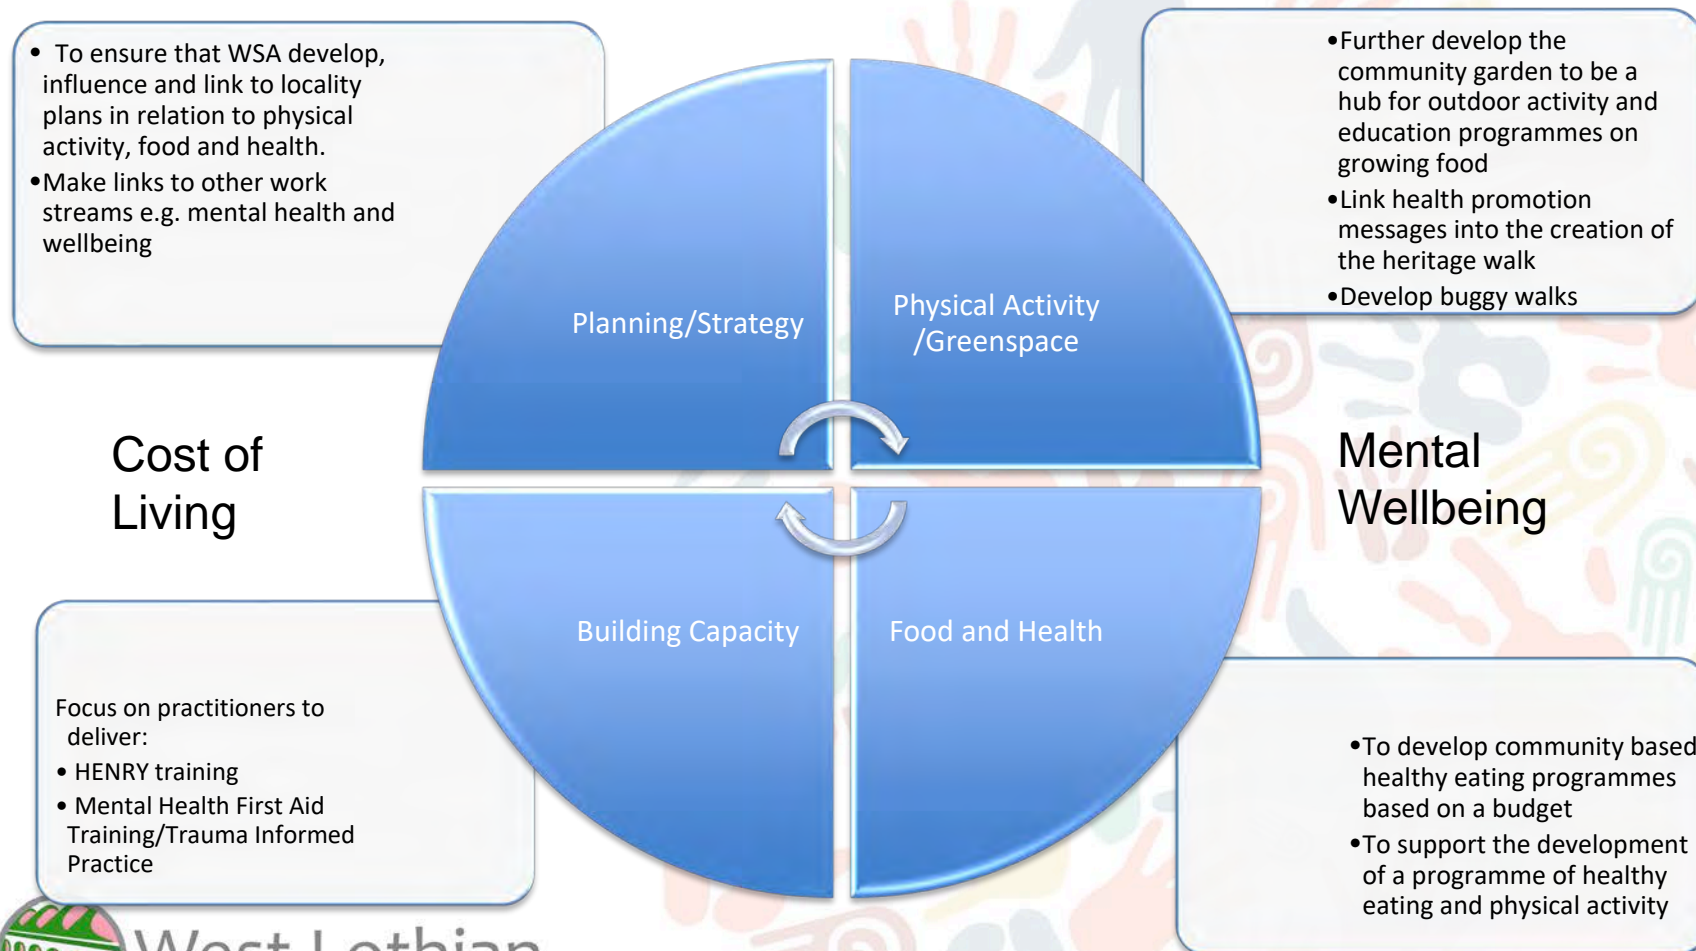 • To ensure that WSA develop,
influence and link to locality
plans in relation to physical
activity, food and health.
•Make links to other work
streams e.g. mental health and
wellbeing
•Further develop the
community garden to be a
hub for outdoor activity and
education programmes on
growing food
•Link health promotion
messages into the creation of
the heritage walk
•Develop buggy walks
Planning/Strategy
Physical Activity
/Greenspace
Cost of
Living
Mental
Wellbeing
Building Capacity
Food and Health
Focus on practitioners to
deliver:
• HENRY training
• Mental Health First Aid
Training/Trauma Informed
Practice
•To develop community based
healthy eating programmes
based on a budget
•To support the development
of a programme of healthy
eating and physical activity
West Lothian